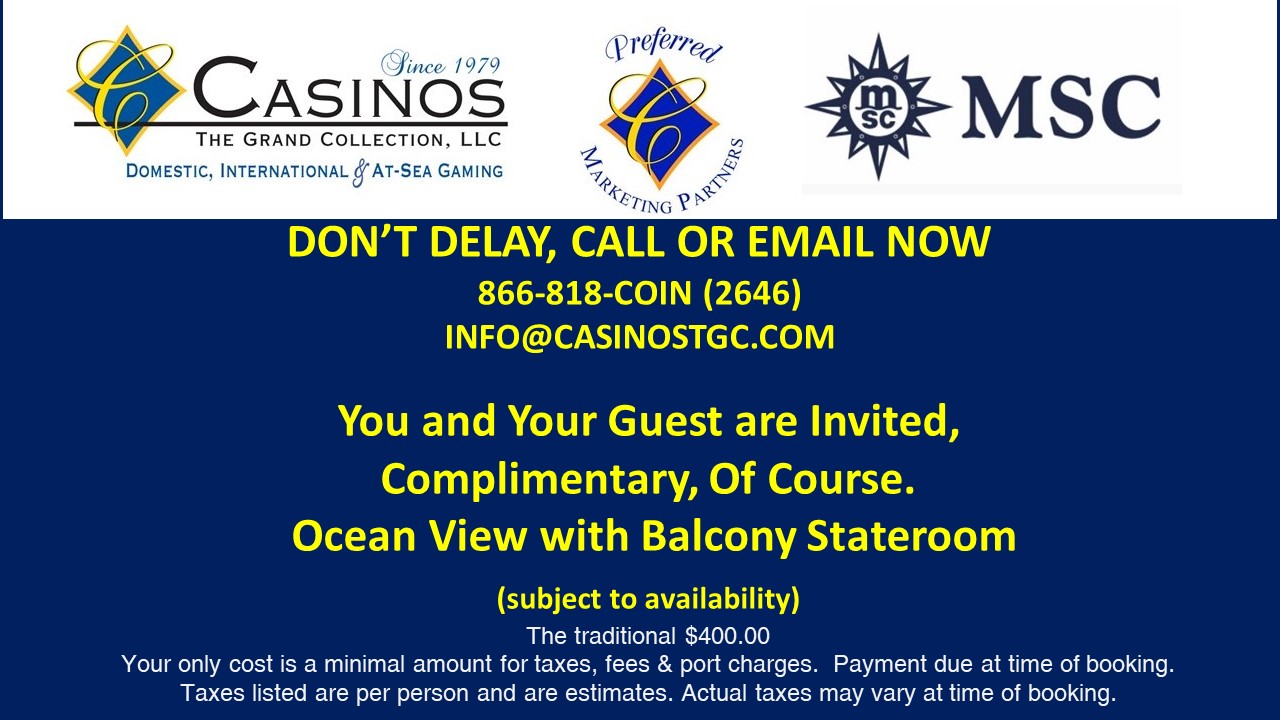 Since 1979
CASINOS
THE GRAND COLLECTION, LLC
DOMESTIC, INTERNATIONAL & AT-SEA GAMING
Preferred
MARKETING PARTNERS
msc
MSC
DON’T DELAY, CALL OR EMAIL NOW
866-818-COIN (2646)
INFO@CASINOSTGC.COM
You and Your Guest are Invited,
Complimentary, Of Course.
Ocean View with Balcony Stateroom
(subject to availability)
The traditional $400.00
Your only cost is a minimal amount for taxes, fees & port charges.  Payment due at time of booking.
Taxes listed are per person and are estimates. Actual taxes may vary at time of booking.